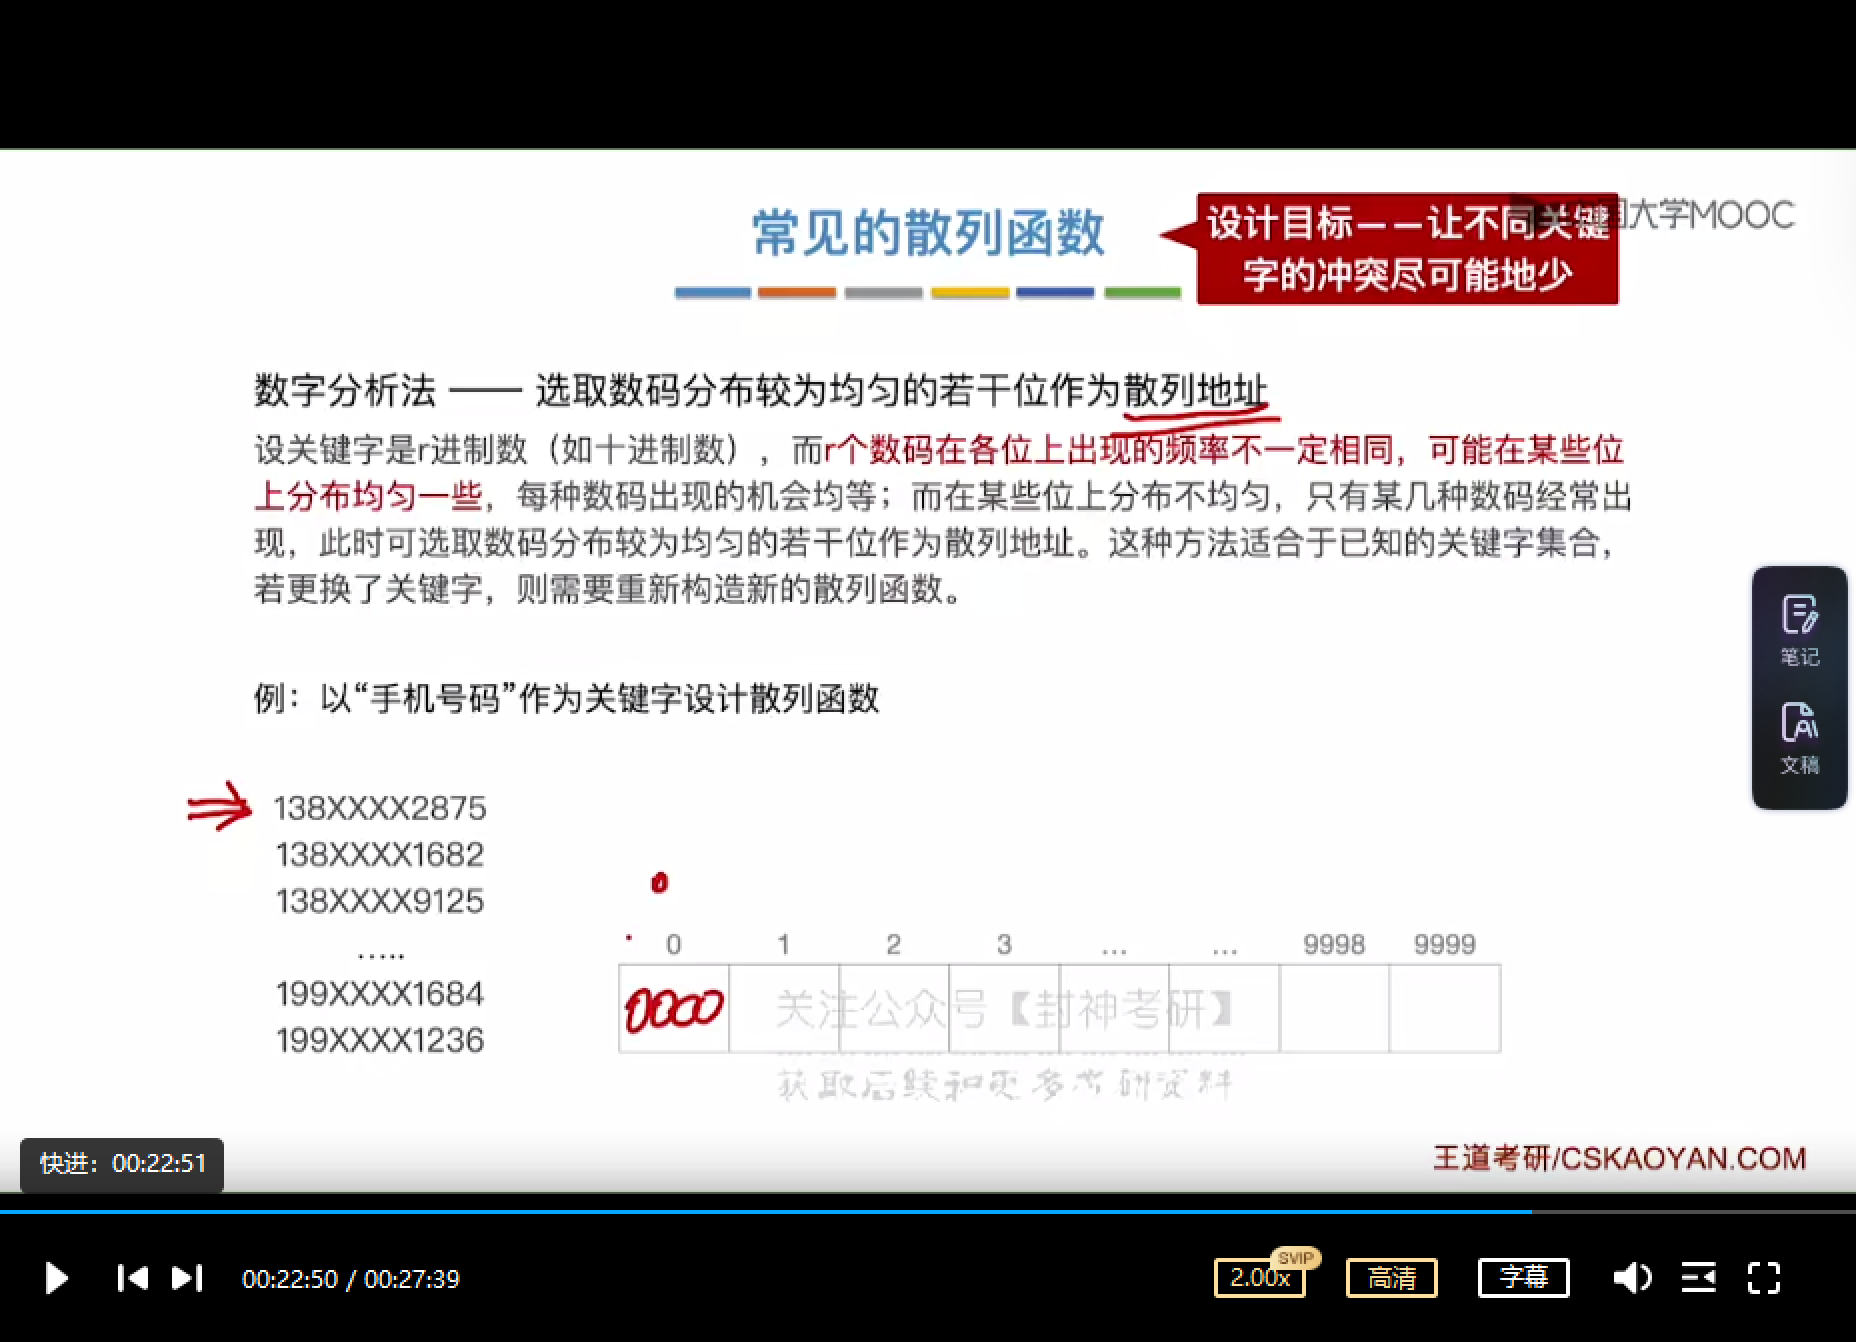 常见的散列函数
设计目标——让不同关键
字的冲突尽可能地少
国大学MOOC
数字分析法 —— 选取数码分布较为均匀的若干位作为散列地址
设关键字是r进制数（如十进制数），而r个数码在各位上出现的频率不一定相同，可能在某些位
上分布均匀一些，每种数码出现的机会均等；而在某些位上分布不均匀，只有某几种数码经常出
现，此时可选取数码分布较为均匀的若干位作为散列地址。这种方法适合于已知的关键字集合，
若更换了关键字，则需要重新构造新的散列函数。
笔记
文稿
例：以“手机号码”作为关键字设计散列函数
138XXXX2875
138XXXX1682
138XXXX9125
.....
199XXXX1684
199XXXX1236
0 1 2 3 ... ... 9998 9999
0000
关注公众号【封神考研】
获取后续和更多考研资料
王道考研/CSKAOYAN.COM
快进：00:22:51
00:22:50 / 00:27:39
2.00x
SVIP
高清
字幕